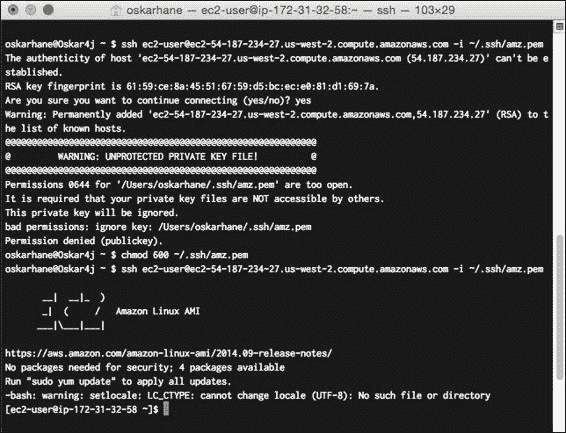 oskarhane — ec2-user@ip-172-31-32-58:~ — ssh — 103×29
oskarhane@Oskar4j ~ $ ssh ec2-user@ec2-54-187-234-27.us-west-2.compute.amazonaws.com -i ~/.ssh/amz.pem
The authenticity of host 'ec2-54-187-234-27.us-west-2.compute.amazonaws.com (54.187.234.27)' can't be e
stablished.
RSA key fingerprint is 61:59:ce:8a:45:51:67:59:d5:bc:ec:e0:81:d1:69:7a.
Are you sure you want to continue connecting (yes/no)? yes
Warning: Permanently added 'ec2-54-187-234-27.us-west-2.compute.amazonaws.com,54.187.234.27' (RSA) to t
he list of known hosts.
@@@@@@@@@@@@@@@@@@@@@@@@@@@@@@@@@@@@@@@@@@@@@@@@@@@@@@@@@@@
@         WARNING: UNPROTECTED PRIVATE KEY FILE!          @
@@@@@@@@@@@@@@@@@@@@@@@@@@@@@@@@@@@@@@@@@@@@@@@@@@@@@@@@@@@
Permissions 0644 for '/Users/oskarhane/.ssh/amz.pem' are too open.
It is required that your private key files are NOT accessible by others.
This private key will be ignored.
bad permissions: ignore key: /Users/oskarhane/.ssh/amz.pem
Permission denied (publickey).
oskarhane@Oskar4j ~ $ chmod 600 ~/.ssh/amz.pem
oskarhane@Oskar4j ~ $ ssh ec2-user@ec2-54-187-234-27.us-west-2.compute.amazonaws.com -i ~/.ssh/amz.pem
       __|  __|_  )
       _|  (     /   Amazon Linux AMI
      ___|\___|___|
https://aws.amazon.com/amazon-linux-ami/2014.09-release-notes/
No packages needed for security; 4 packages available
Run "sudo yum update" to apply all updates.
-bash: warning: setlocale: LC_CTYPE: cannot change locale (UTF-8): No such file or directory
[ec2-user@ip-172-31-32-58 ~]$